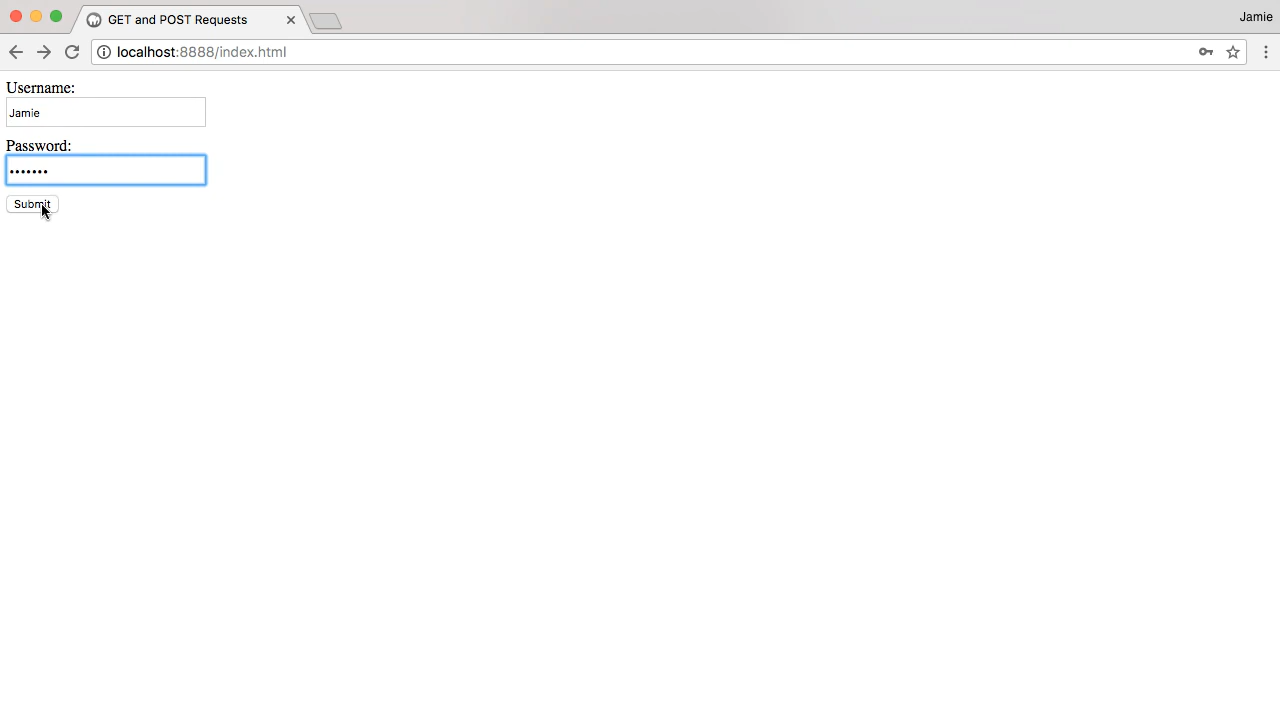 GET and POST Requests
Jamie
localhost:8888/index.html
Username:
Jamie
Password:
•••••••
Submit